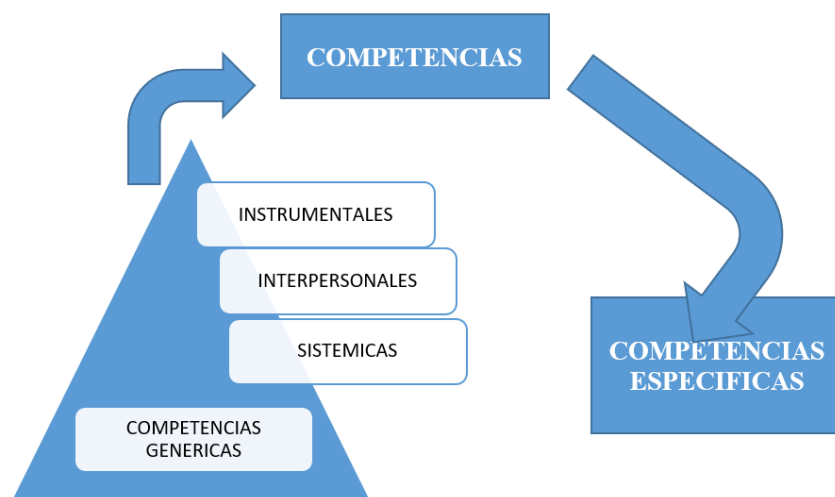 COMPETENCIAS
INSTRUMENTALES
INTERPERSONALES
SISTEMICAS
COMPETENCIAS
GENERICAS
COMPETENCIAS
ESPECIFICAS